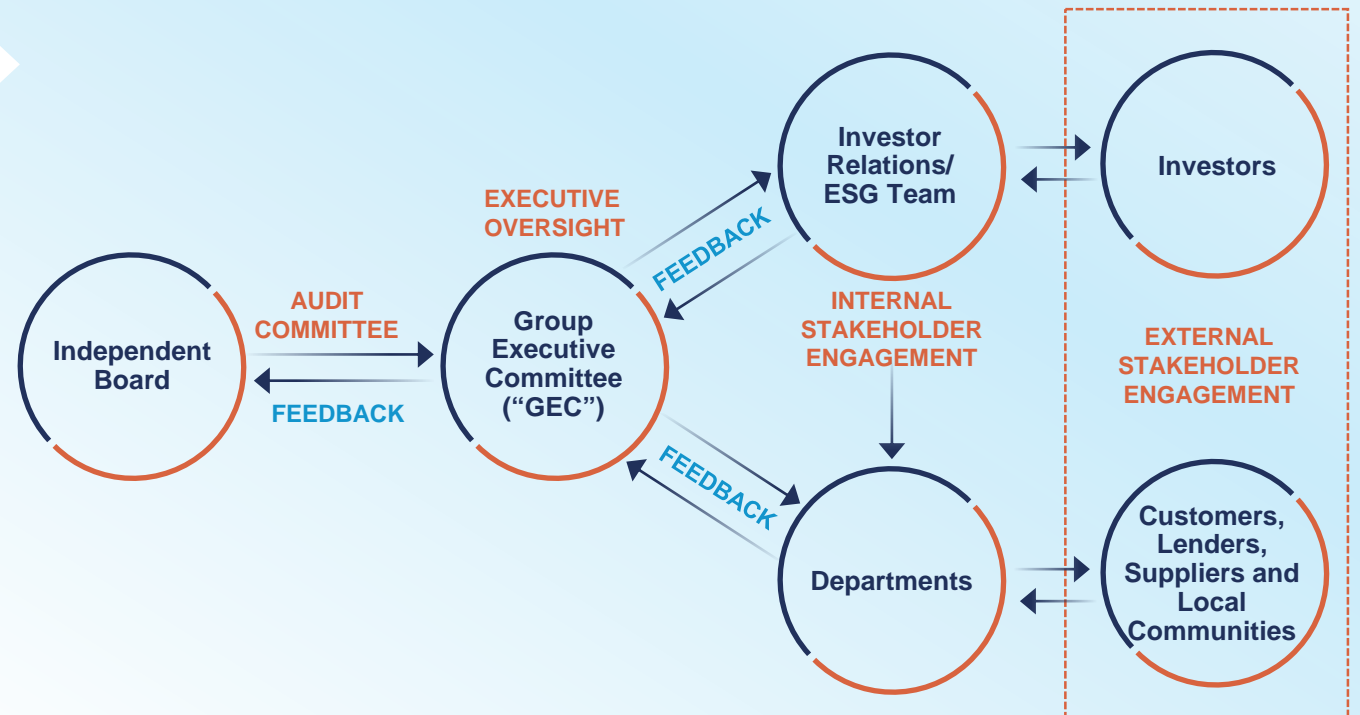 Independent
Board
AUDIT
COMMITTEE
FEEDBACK
EXECUTIVE
OVERSIGHT
Group
Executive
Committee
(“GEC”)
FEEDBACK
FEEDBACK
Investor
Relations/
ESG Team
INTERNAL
STAKEHOLDER
ENGAGEMENT
Departments
Investors
EXTERNAL
STAKEHOLDER
ENGAGEMENT
Customers,
Lenders,
Suppliers and
Local
Communities